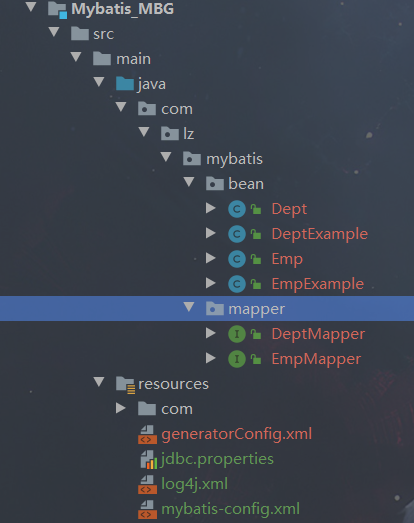 Mybatis_MBG
src
main
java
com
lz
mybatis
bean
Dept
DeptExample
Emp
EmpExample
mapper
DeptMapper
EmpMapper
resources
com
generatorConfig.xml
jdbc.properties
log4j.xml
mybatis-config.xml